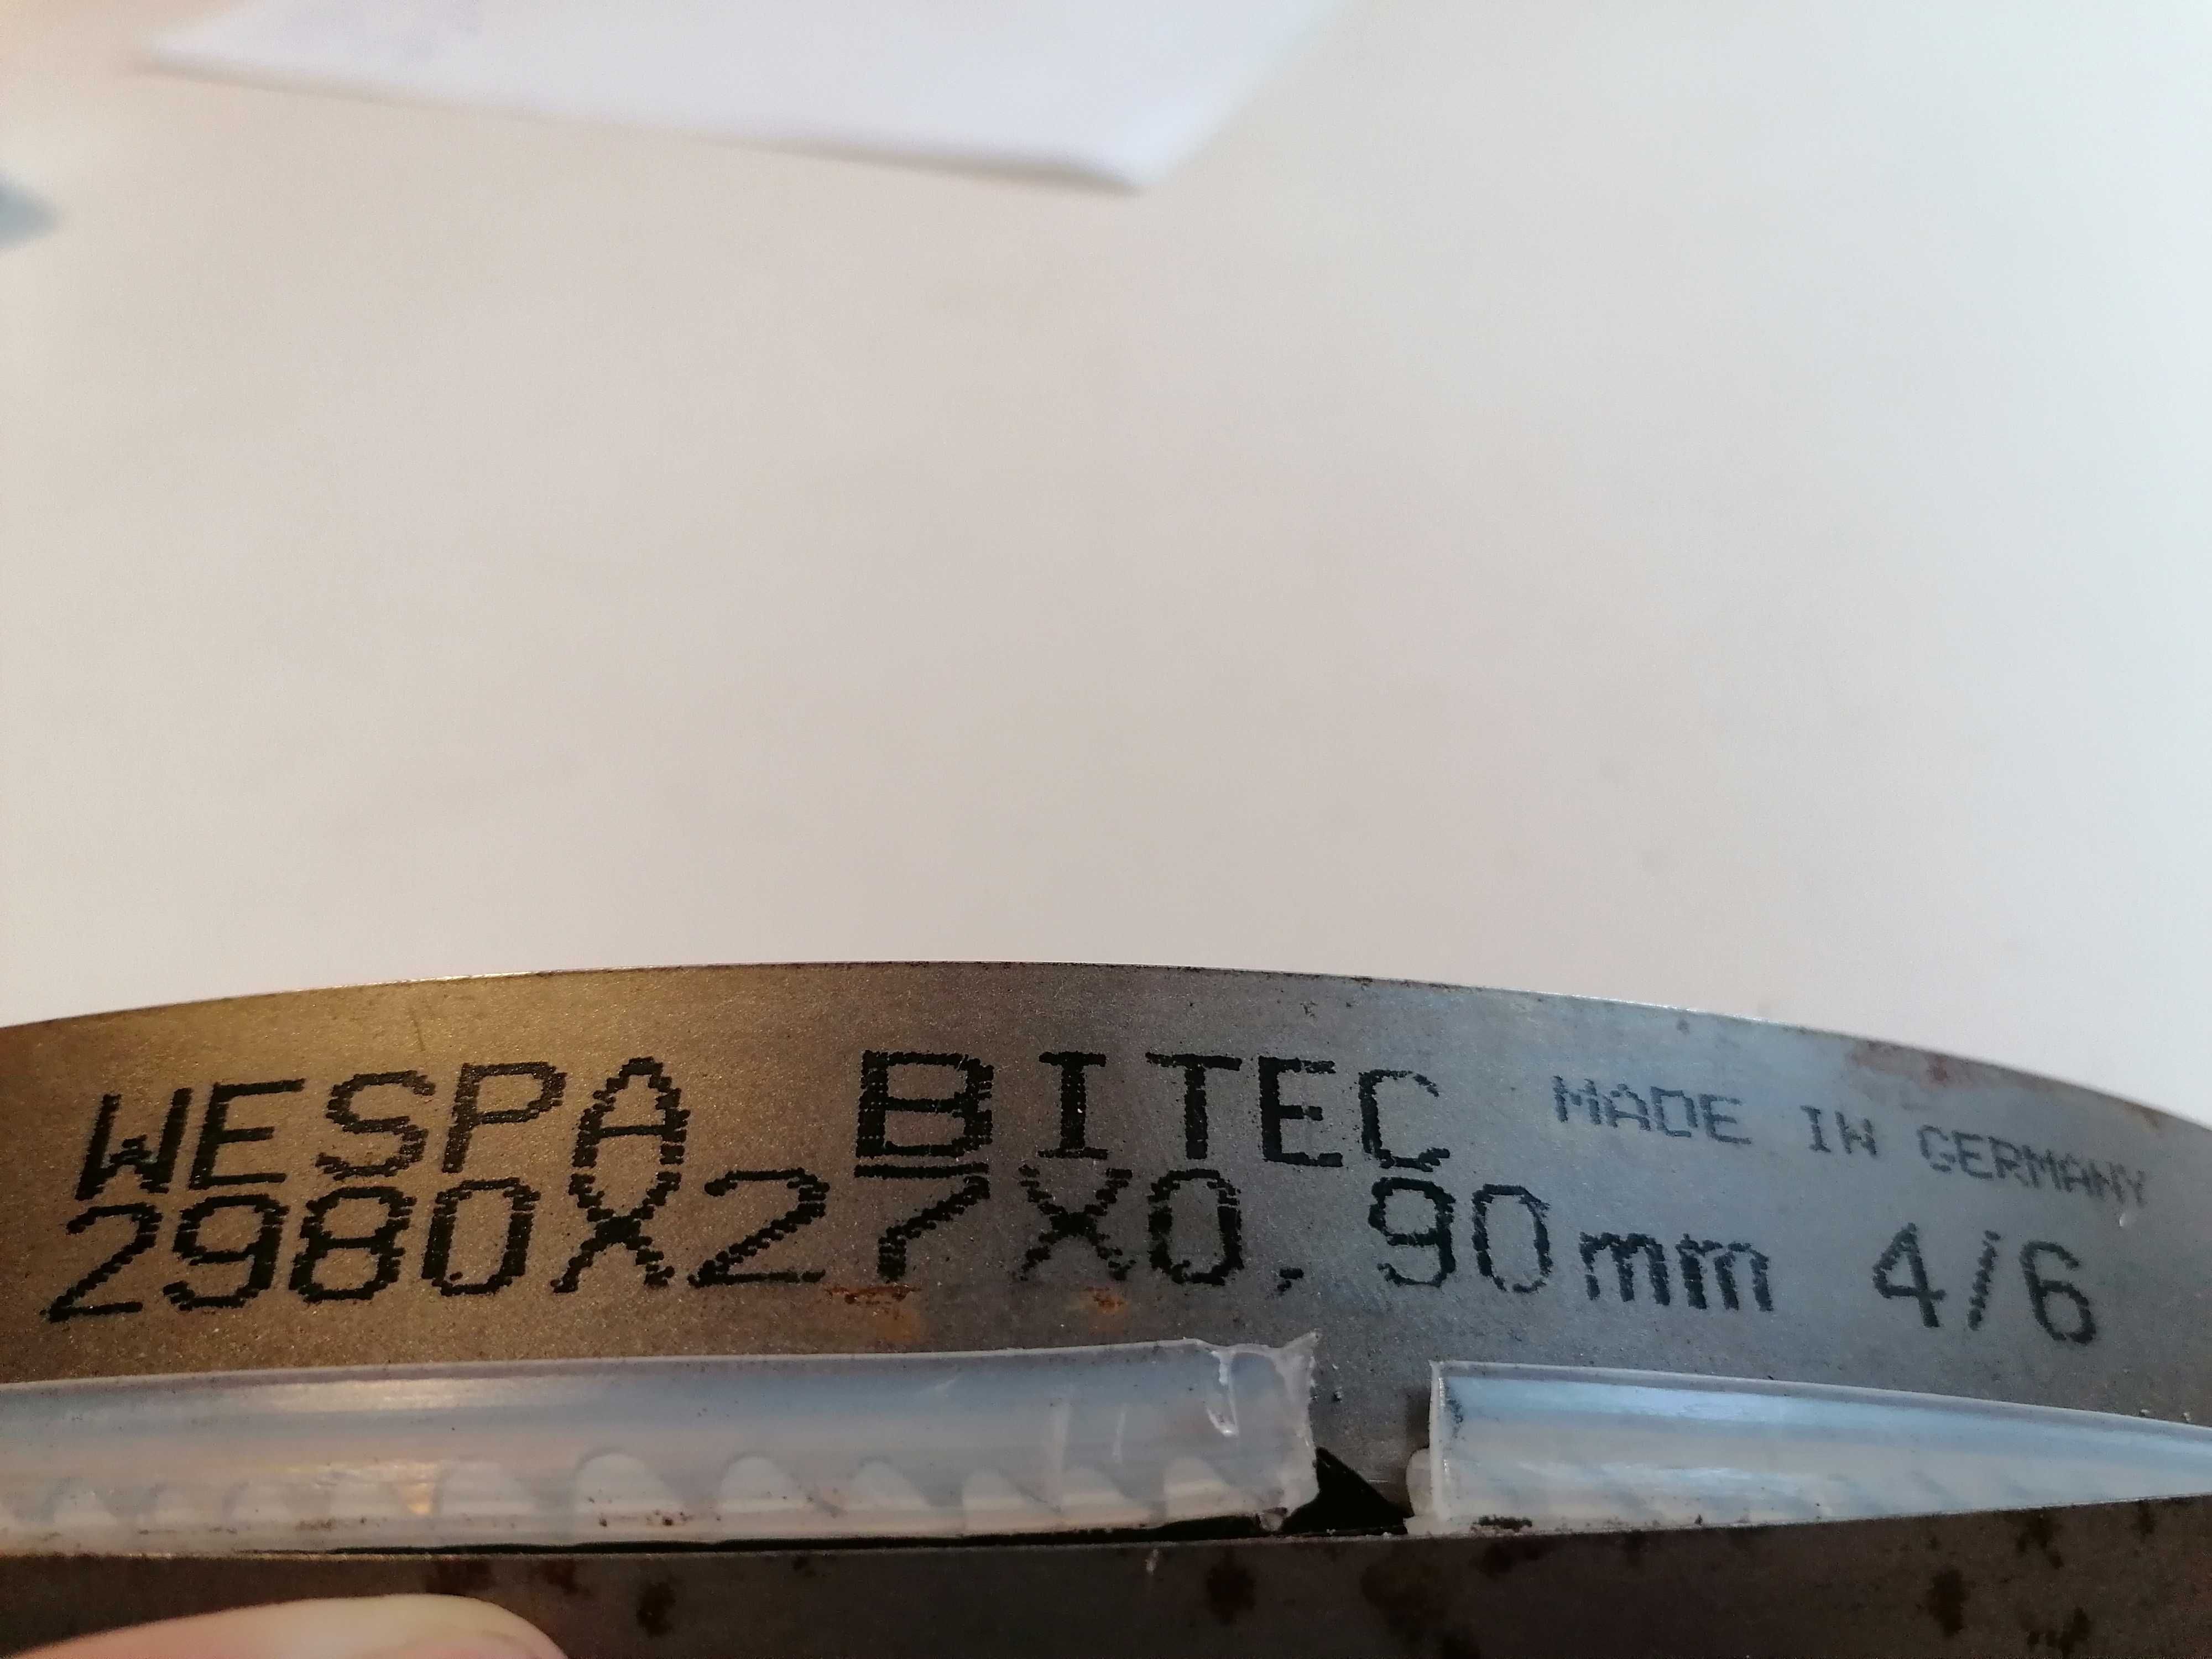 WESPA BITEC MADE IN GERMANY
2980X27X0,90mm 4/6